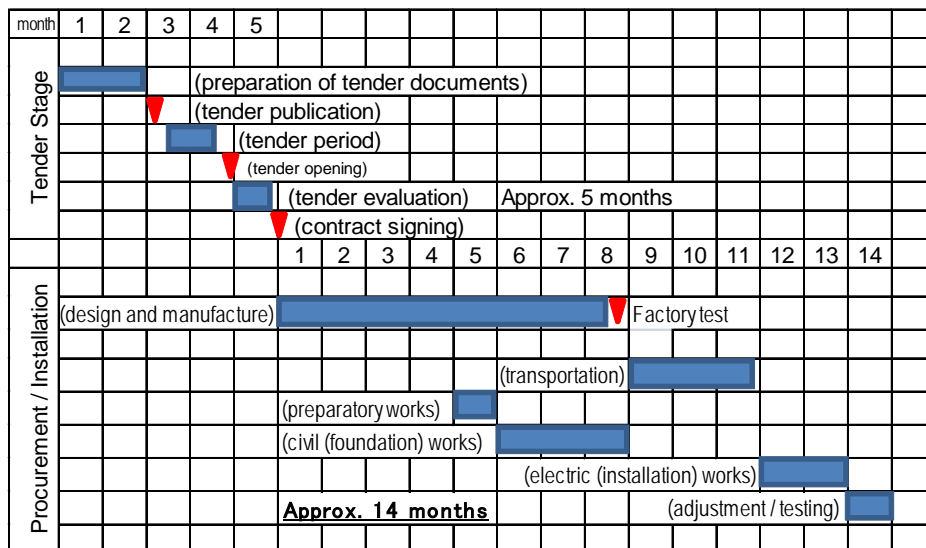 month 1 2 3 4 5
Tender Stage
(preparation of tender documents)
(tender publication)
(tender period)
(tender opening)
(tender evaluation) Approx. 5 months
(contract signing)
1 2 3 4 5 6 7 8 9 10 11 12 13 14
Procurement / Installation
(design and manufacture) Factory test
(transportation)
(preparatory works)
(civil (foundation) works)
(electric (installation) works)
Approx. 14 months (adjustment / testing)